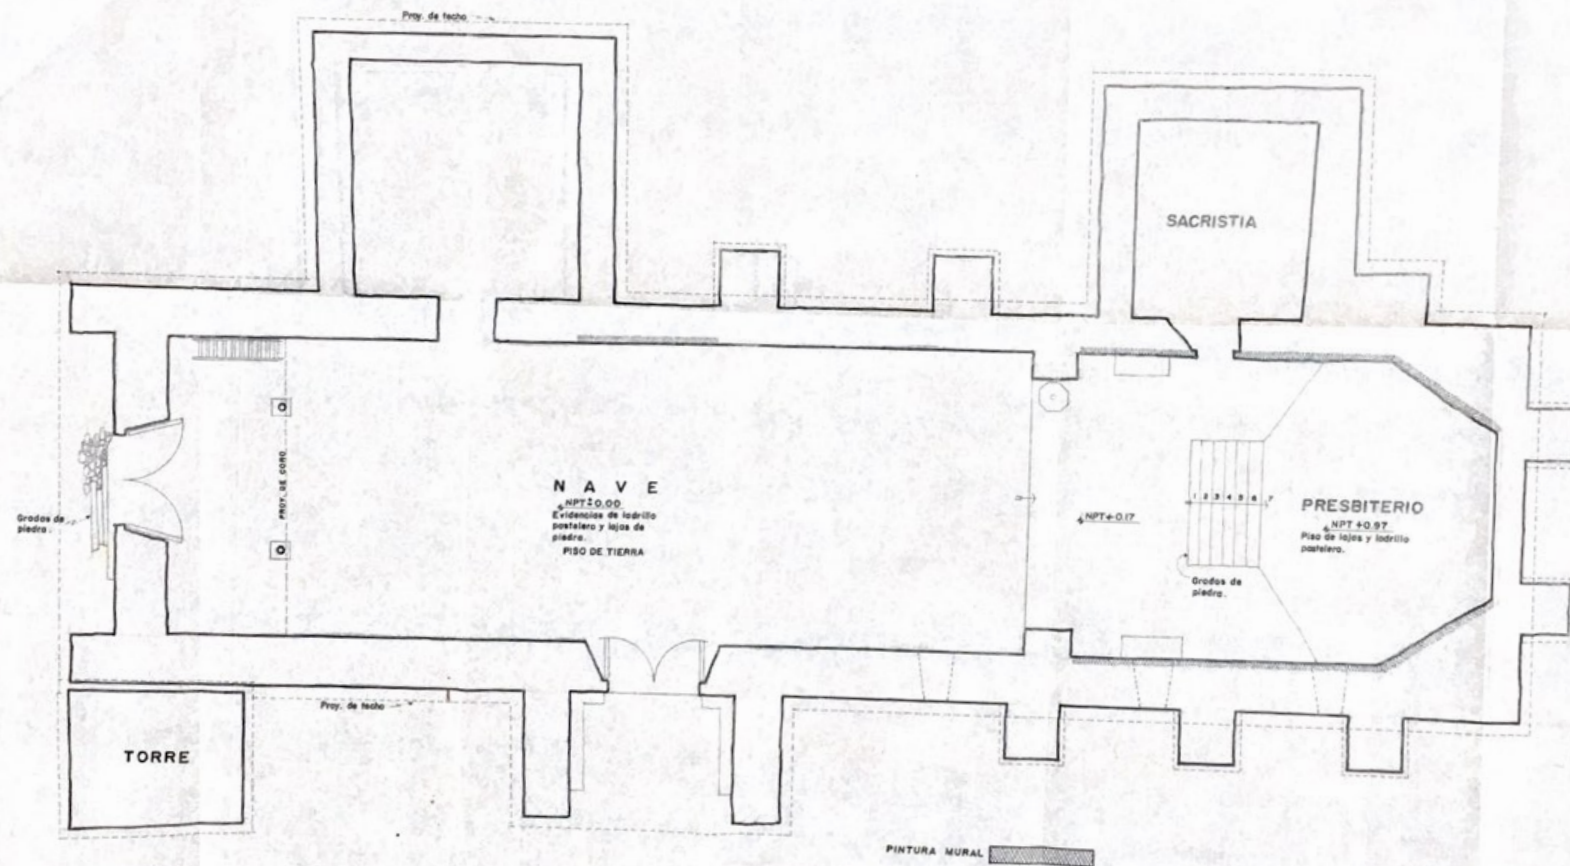 Proy. de techo
SACRISTIA
PROY. DE CORO.
N A V E
NPT±0.00
Evidencias de ladrillo
pastelero y lajas de
piedra.
PISO DE TIERRA
Gradas de
piedra.
NPT+0.17
1 2 3 4 5 6 7
PRESBITERIO
NPT +0.97
Piso de lajas y ladrillo
pastelero.
Gradas de
piedra.
Proy. de techo
TORRE
PINTURA MURAL